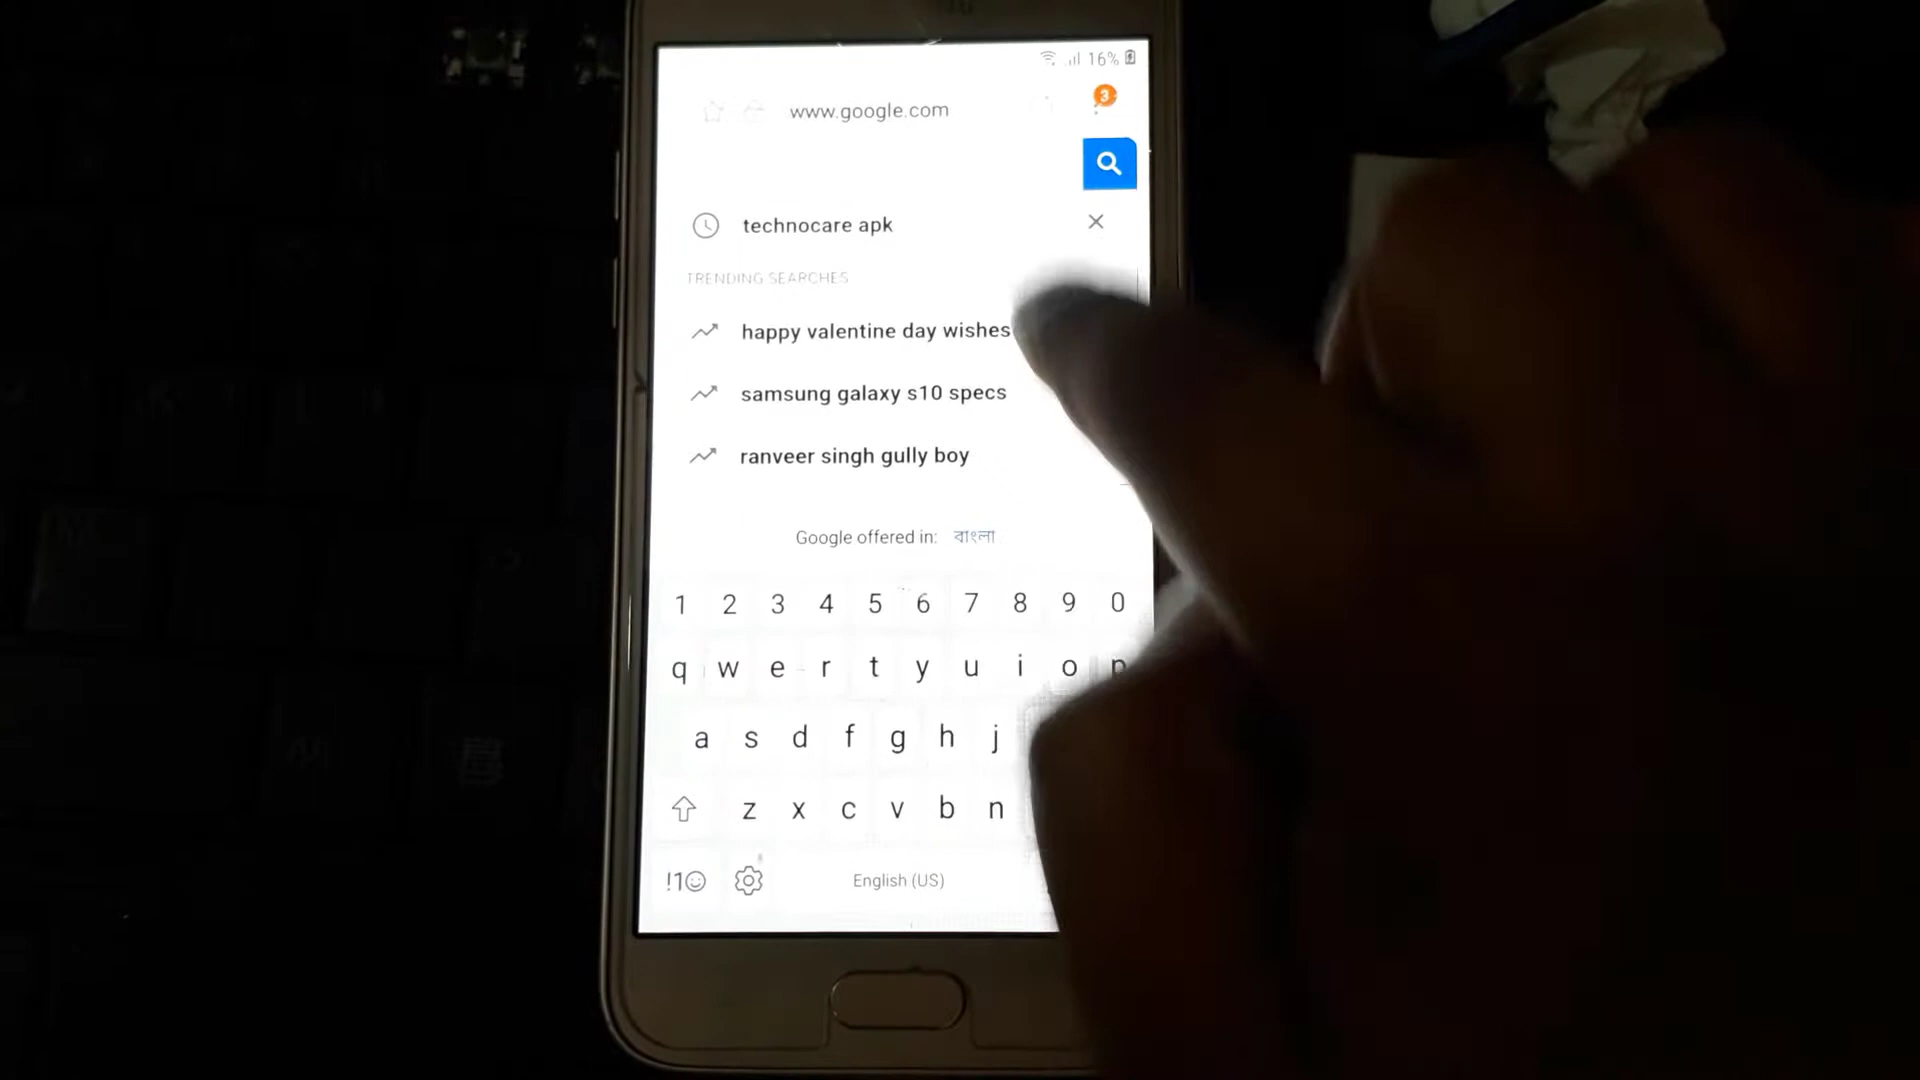 16%
www.google.com
3
technocare apk
TRENDING SEARCHES
happy valentine day wishes
samsung galaxy s10 specs
ranveer singh gully boy
Google offered in: বাংলা
1 2 3 4 5 6 7 8 9 0
q w e r t y u i o p
a s d f g h j
z x c v b n
!1☺ English (US)